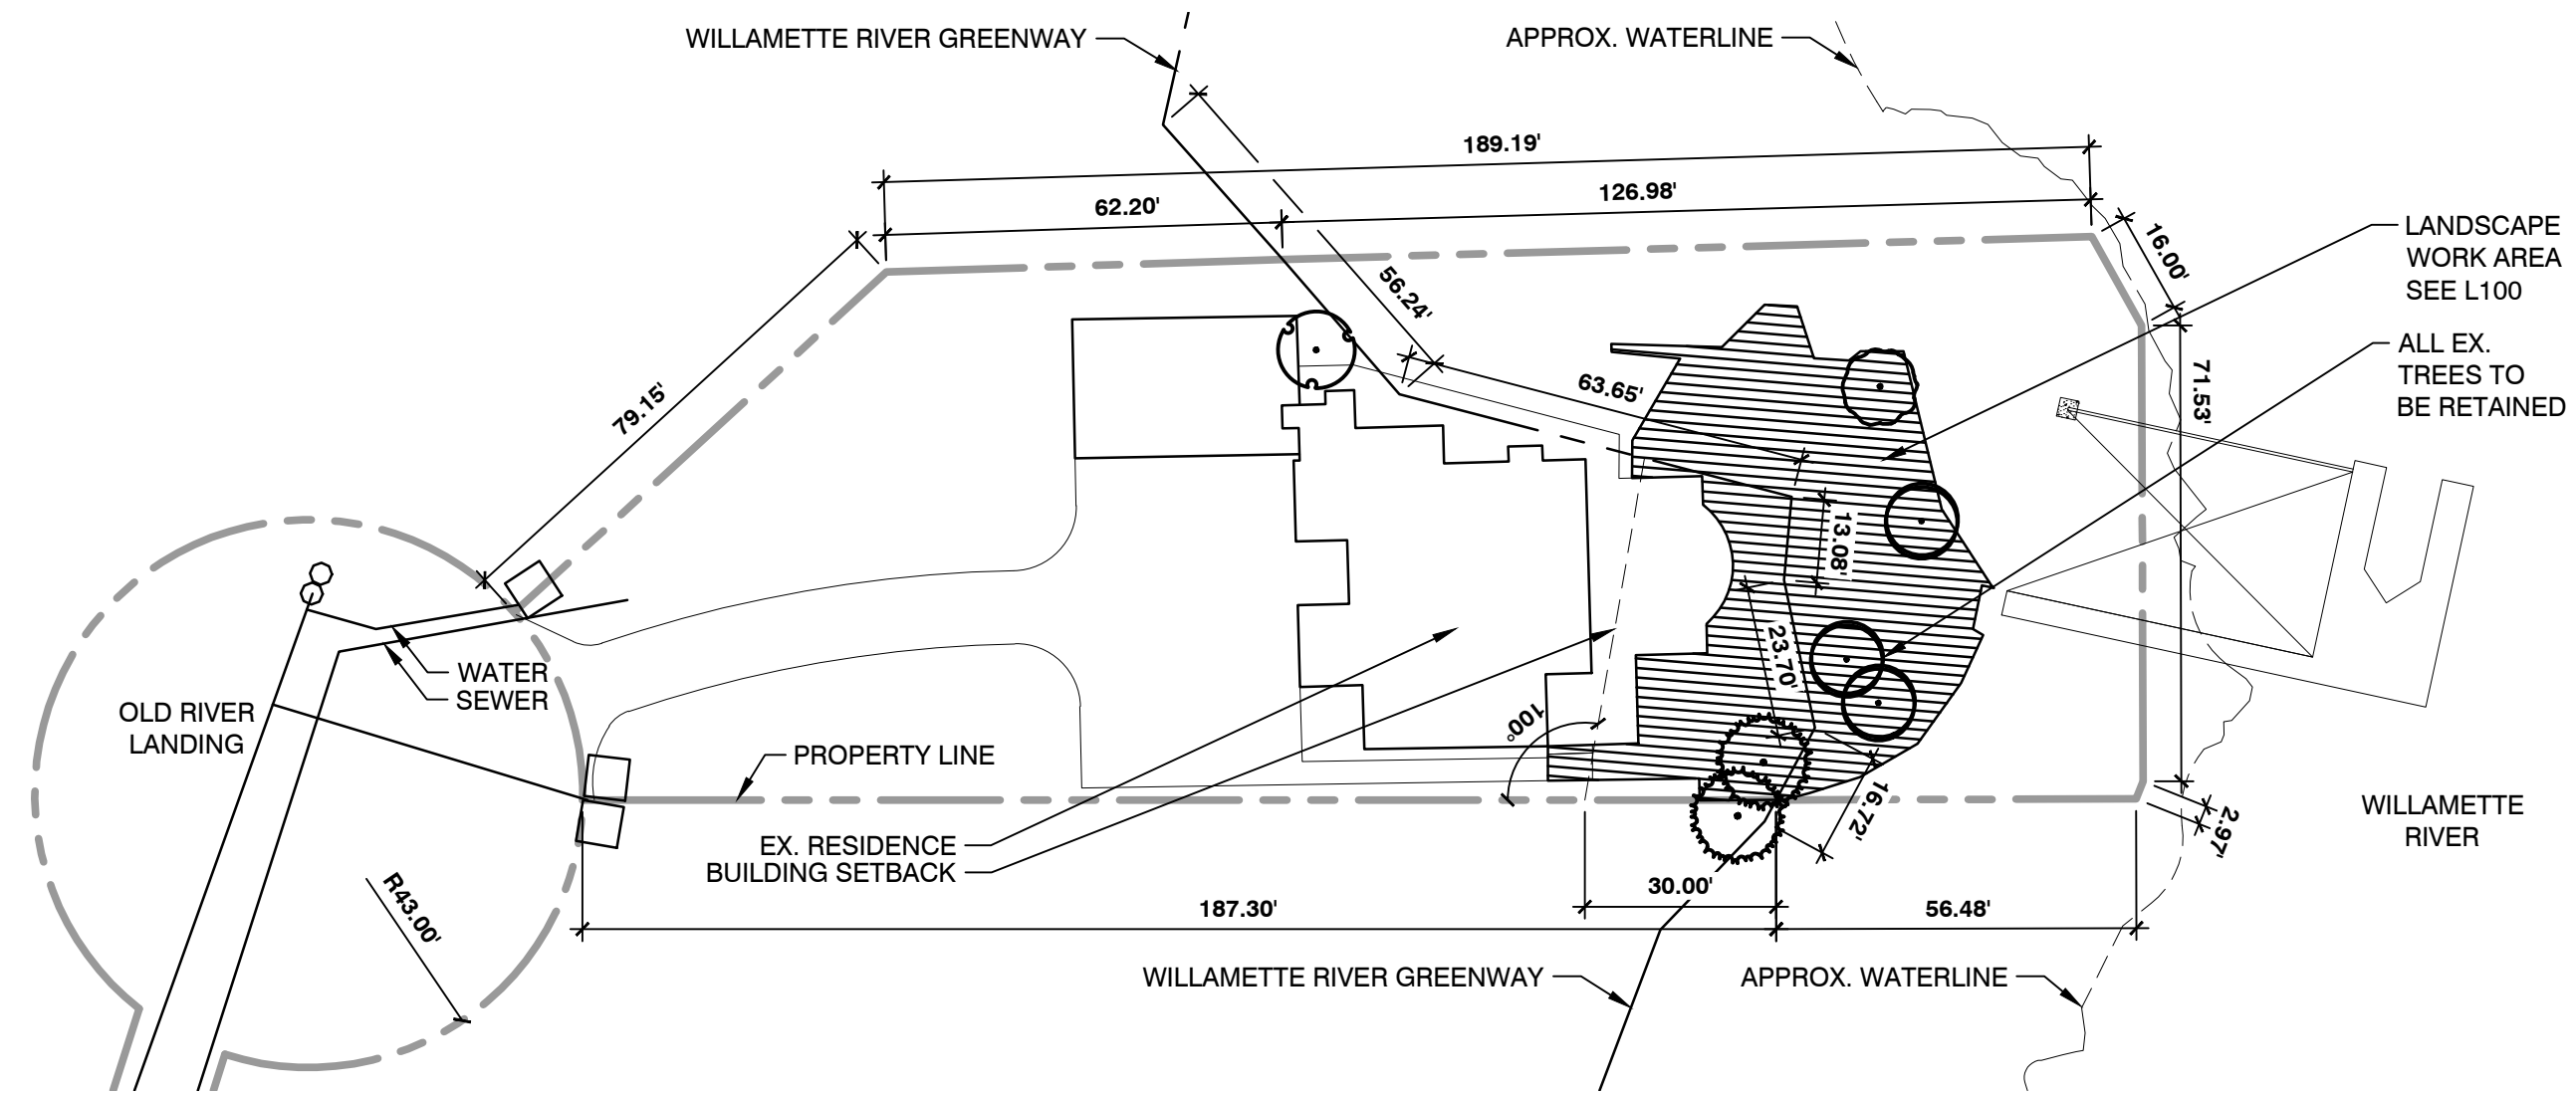 WILLAMETTE RIVER GREENWAY
APPROX. WATERLINE
189.19'
62.20'
126.98'
16.00'
LANDSCAPE
WORK AREA
SEE L100
56.24'
79.15'
63.65'
71.53'
ALL EX.
TREES TO
BE RETAINED
13.08'
23.70'
WATER
SEWER
OLD RIVER
LANDING
PROPERTY LINE
100°
16.72'
2.97'
WILLAMETTE
RIVER
EX. RESIDENCE
BUILDING SETBACK
R43.00'
30.00'
187.30'
56.48'
WILLAMETTE RIVER GREENWAY
APPROX. WATERLINE